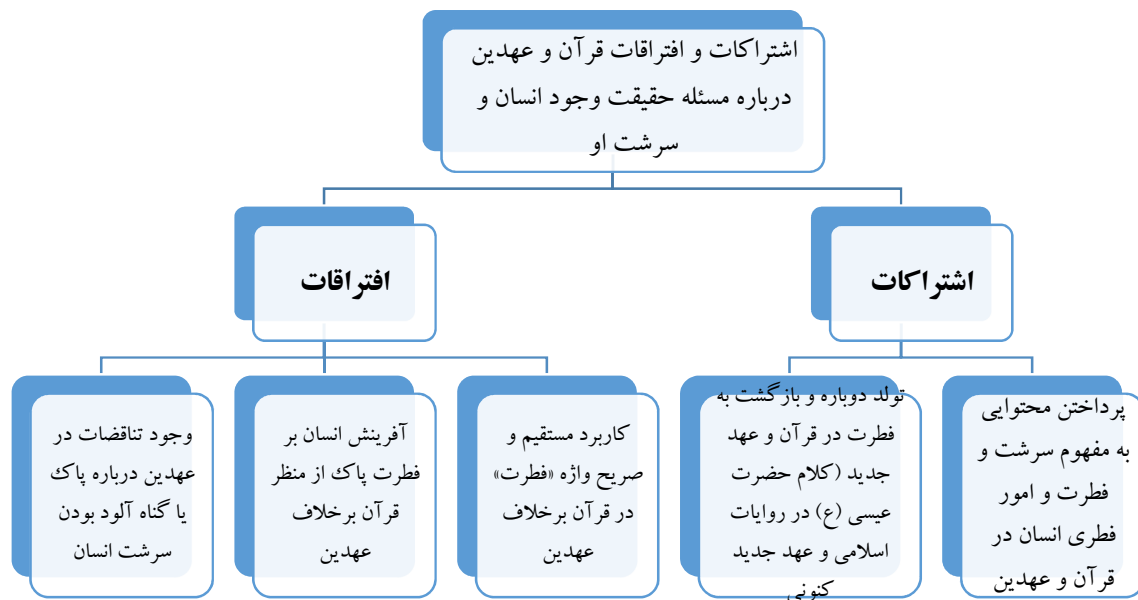 اشتراکات و افتراقات قرآن و عهدین
درباره مسئله حقیقت وجود انسان و
سرشت او
اشتراکات
افتراقات
پرداختن محتوایی
به مفهوم سرشت و
فطرت و امور
فطری انسان در
قرآن و عهدین
تولد دوباره و بازگشت به
فطرت در قرآن و عهد
جدید (کلام حضرت
عیسی (ع) در روایات
اسلامی و عهد جدید
کنونی
کاربرد مستقیم و
صریح واژه «فطرت»
در قرآن برخلاف
عهدین
آفرینش انسان بر
فطرت پاک از منظر
قرآن برخلاف
عهدین
وجود تناقضات در
عهدین درباره پاک
یا گناه آلود بودن
سرشت انسان